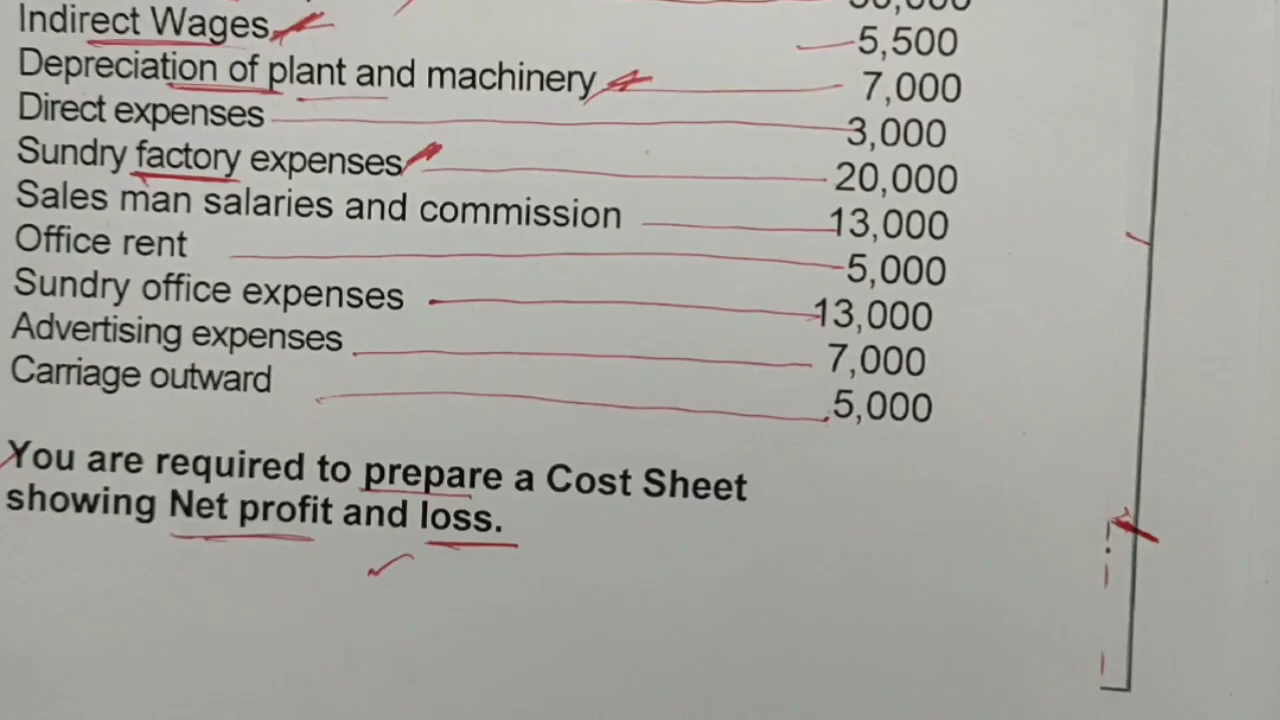 Indirect Wages 5,500
Depreciation of plant and machinery 7,000
Direct expenses 3,000
Sundry factory expenses 20,000
Sales man salaries and commission 13,000
Office rent 5,000
Sundry office expenses 13,000
Advertising expenses 7,000
Carriage outward 5,000
You are required to prepare a Cost Sheet
showing Net profit and loss.